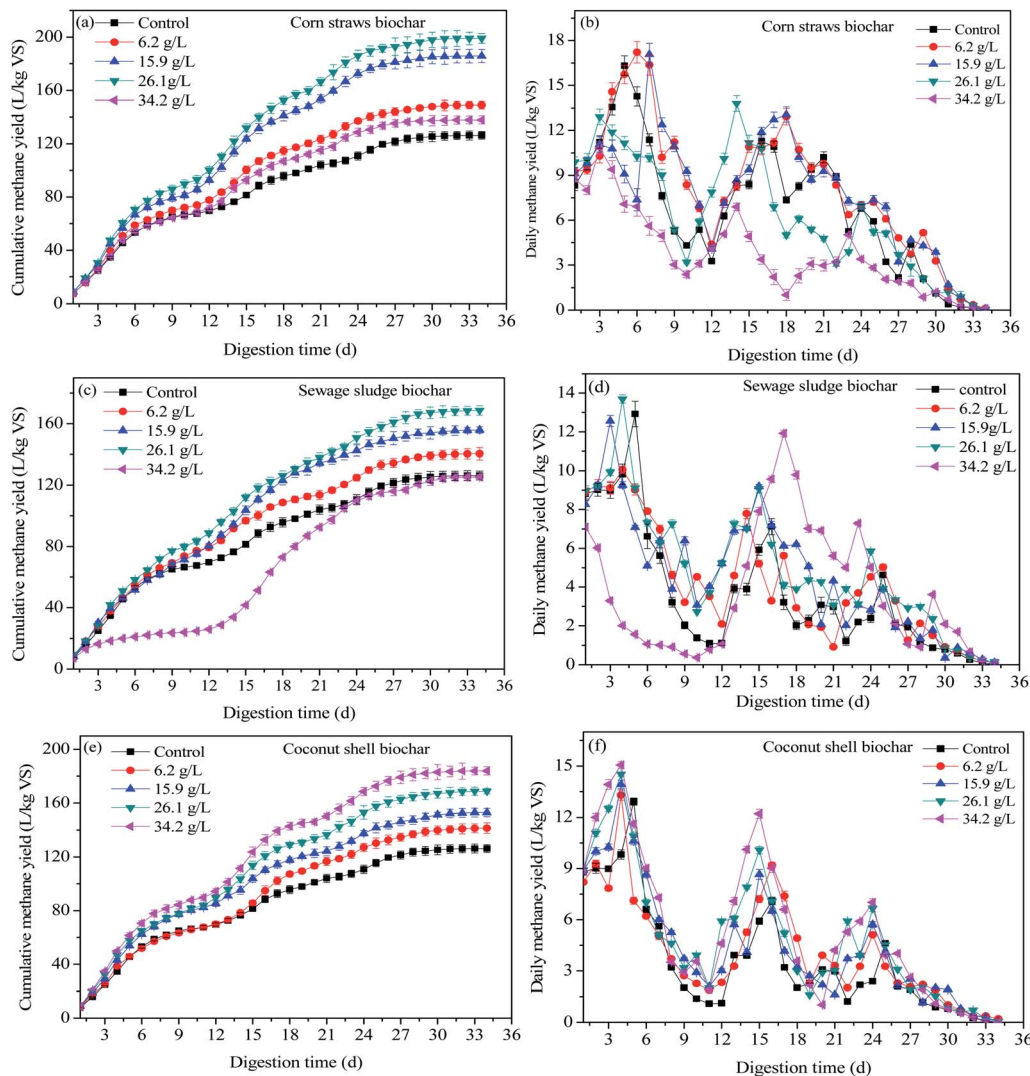 (a)
Corn straws biochar
Control
6.2 g/L
15.9 g/L
26.1g/L
34.2 g/L
200
160
120
80
40
0
3 6 9 12 15 18 21 24 27 30 33 36
Cumulative methane yield (L/kg VS)
Digestion time (d)
(b)
Corn straws biochar
Control
6.2 g/L
15.9 g/L
26.1 g/L
34.2 g/L
18
15
12
9
6
3
0
3 6 9 12 15 18 21 24 27 30 33 36
Daily methane yield (L/kg VS)
Digestion time (d)
(c)
Sewage sludge biochar
Control
6.2 g/L
15.9 g/L
26.1 g/L
34.2 g/L
160
120
80
40
0
3 6 9 12 15 18 21 24 27 30 33 36
Cumulative methane yield (L/kg VS)
Digestion time (d)
(d)
Sewage sludge biochar
control
6.2 g/L
15.9g/L
26.1 g/L
34.2 g/L
14
12
10
8
6
4
2
0
3 6 9 12 15 18 21 24 27 30 33 36
Daily methane yield (L/kg VS)
Digestion time (d)
(e)
Coconut shell biochar
Control
6.2 g/L
15.9 g/L
26.1 g/L
34.2 g/L
200
160
120
80
40
0
3 6 9 12 15 18 21 24 27 30 33 36
Cumulative methane yield (L/kg VS)
Digestion time (d)
(f)
Coconut shell biochar
Control
6.2 g/L
15.9 g/L
26.1 g/L
34.2 g/L
15
12
9
6
3
0
3 6 9 12 15 18 21 24 27 30 33 36
Daily methane yield (L/kg VS)
Digestion time (d)